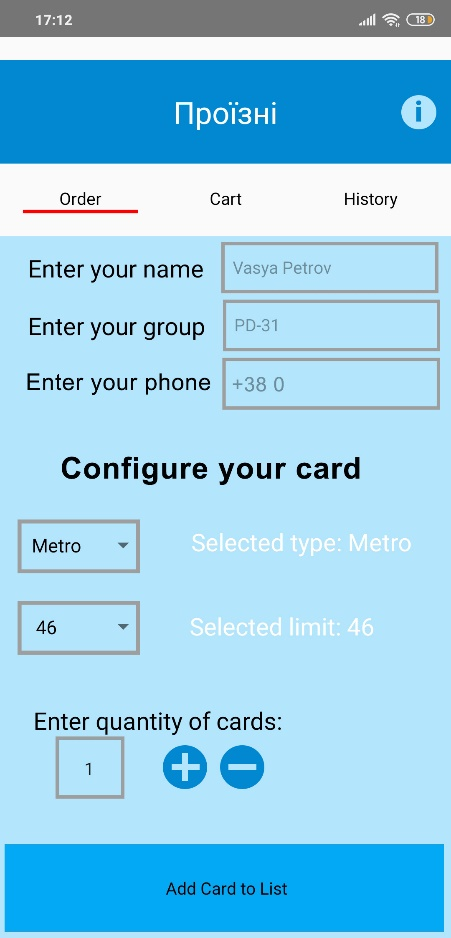 17:12
18
Проїзні
i
Order Cart History
Enter your name Vasya Petrov
Enter your group PD-31
Enter your phone +38 0
Configure your card
Metro Selected type: Metro
46 Selected limit: 46
Enter quantity of cards:
1
Add Card to List